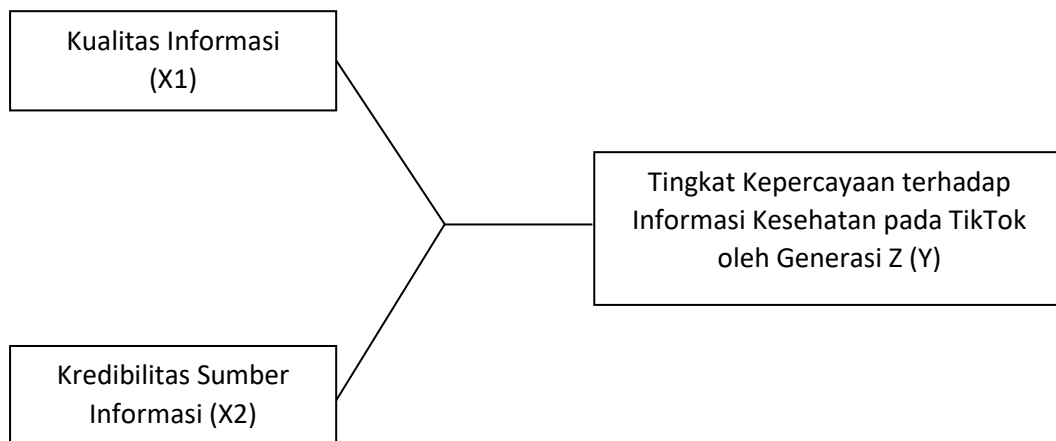 Kualitas Informasi
(X1)
Tingkat Kepercayaan terhadap
Informasi Kesehatan pada TikTok
oleh Generasi Z (Y)
Kredibilitas Sumber
Informasi (X2)